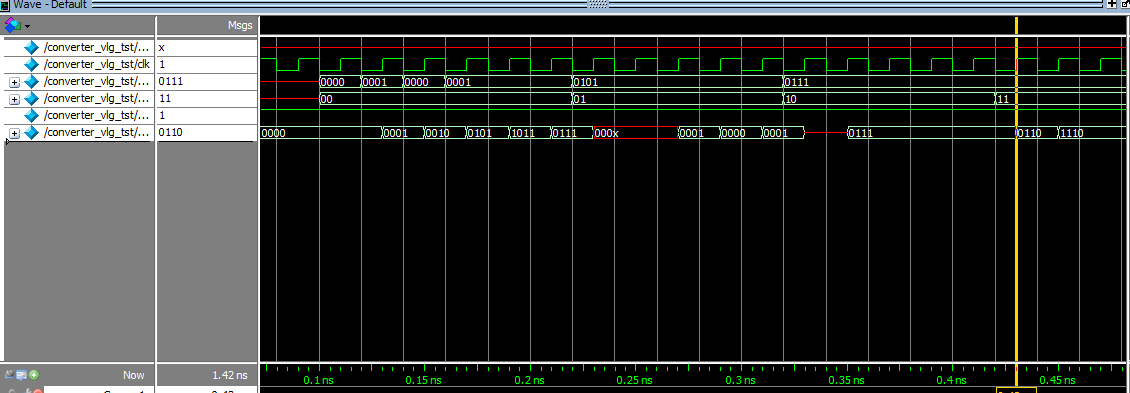 Wave - Default
Msgs
/converter_vlg_tst/... x
/converter_vlg_tst/clk 1
/converter_vlg_tst/... 0111 0000 0001 0000 0001 0101 0111
/converter_vlg_tst/... 11 00 01 10 11
/converter_vlg_tst/... 1
/converter_vlg_tst/... 0110 0000 0001 0010 0101 1011 0111 000x 0001 0000 0001 0111 0110 1110
Now 1.42 ns 0.1 ns 0.15 ns 0.2 ns 0.25 ns 0.3 ns 0.35 ns 0.4 ns 0.45 ns